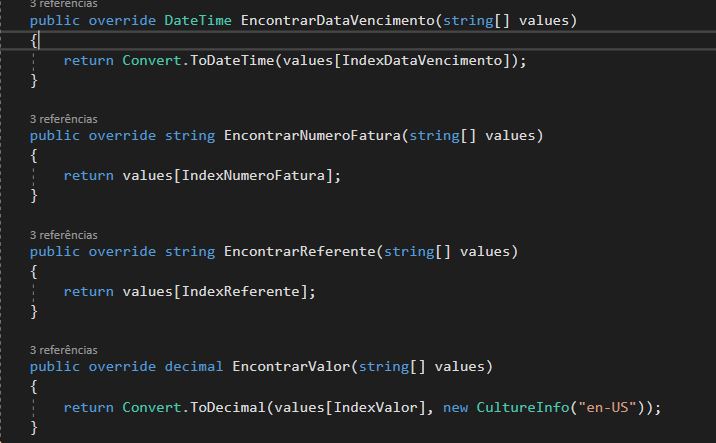 3 referências
public override DateTime EncontrarDataVencimento(string[] values)
{
return Convert.ToDateTime(values[IndexDataVencimento]);
}
3 referências
public override string EncontrarNumeroFatura(string[] values)
{
return values[IndexNumeroFatura];
}
3 referências
public override string EncontrarReferente(string[] values)
{
return values[IndexReferente];
}
3 referências
public override decimal EncontrarValor(string[] values)
{
return Convert.ToDecimal(values[IndexValor], new CultureInfo("en-US"));
}